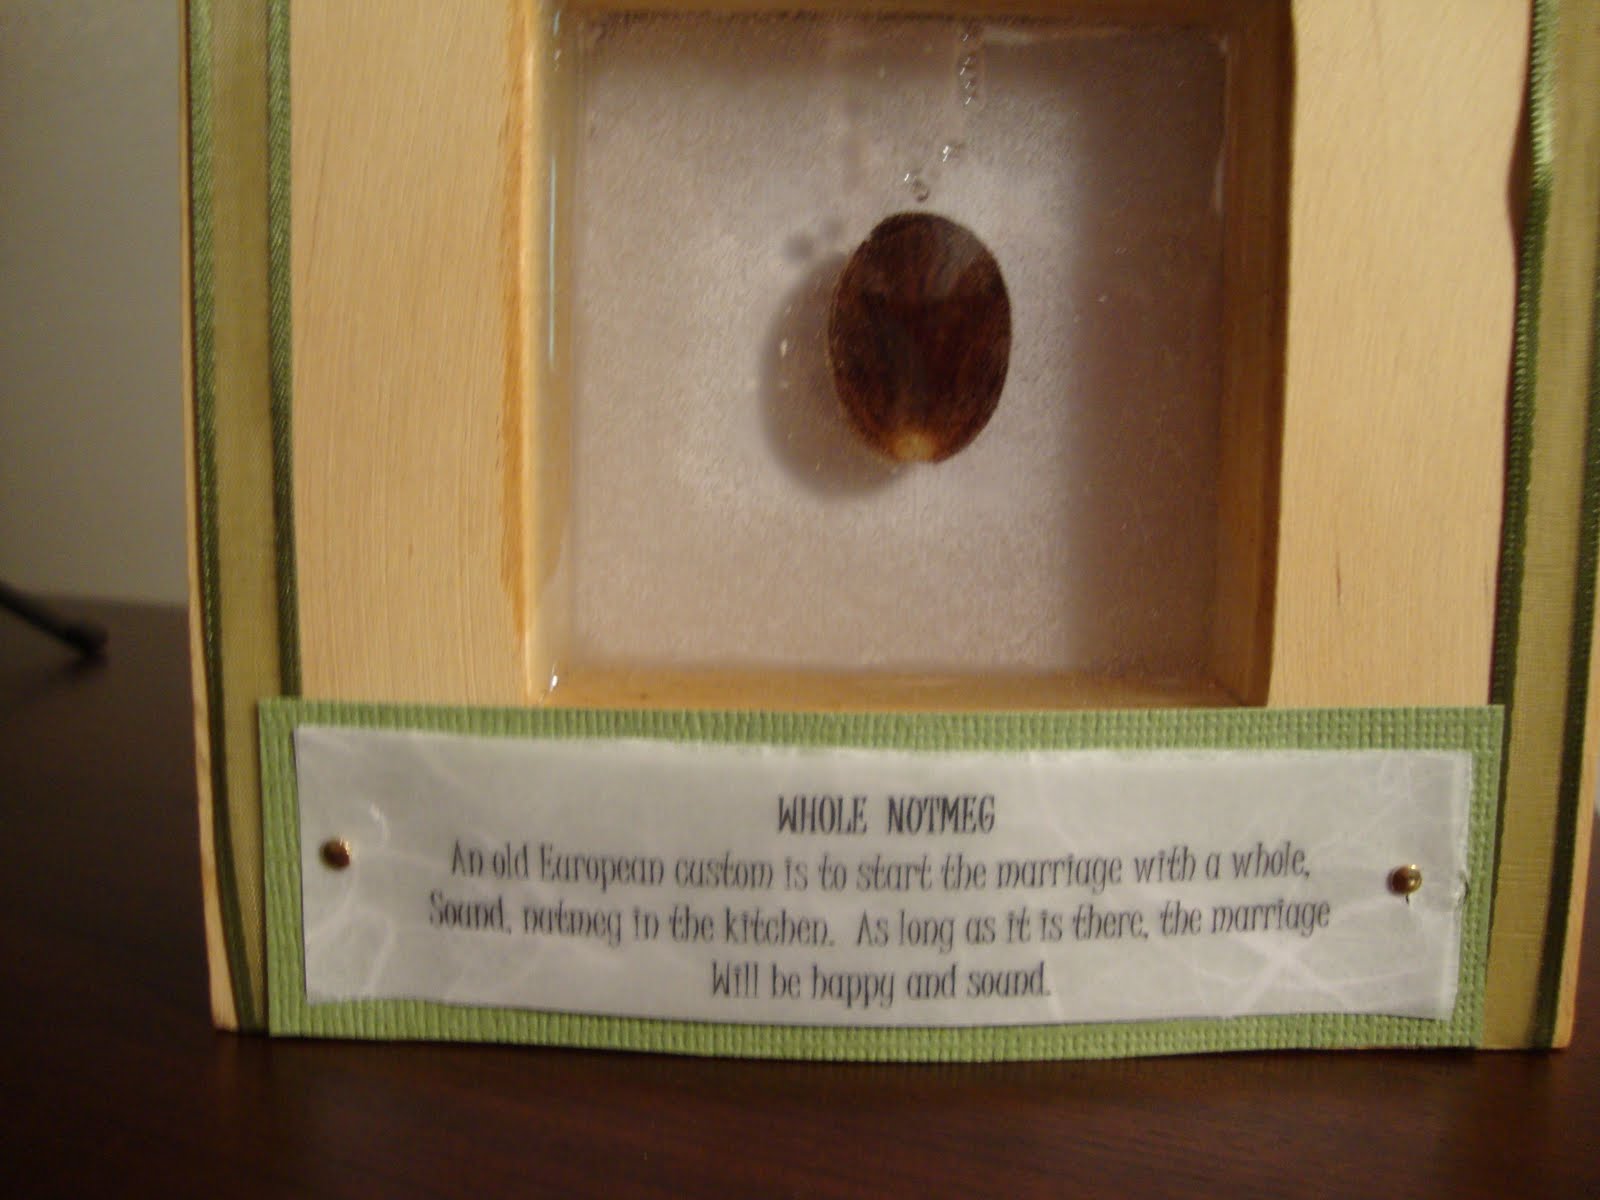 WHOLE NOTMEG
An old European custom is to start the marriage with a whole,
Sound, nutmeg in the kitchen. As long as it is there, the marriage
Will be happy and sound.